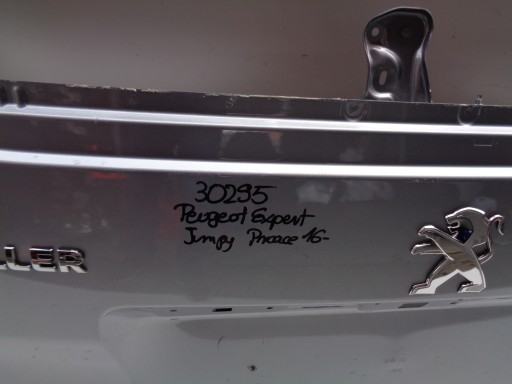 30295
Peugeot Expert
Jumpy Proace 16-
LLER